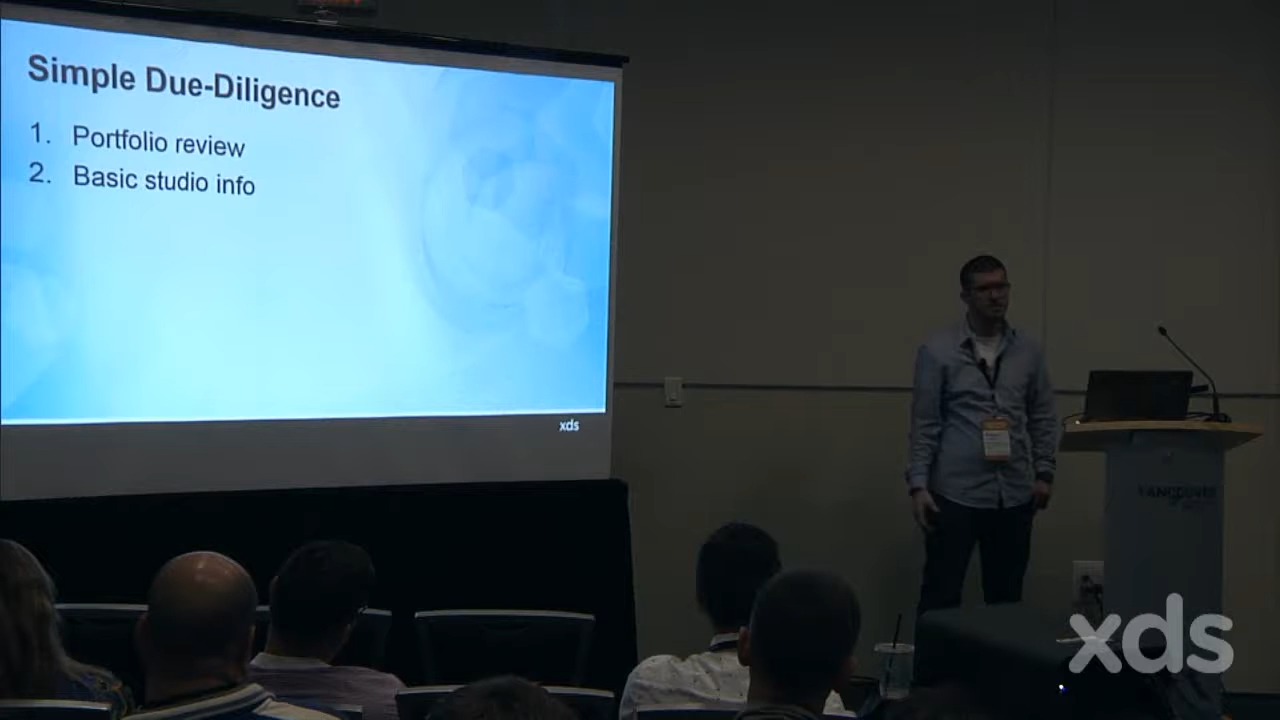 Simple Due-Diligence
1. Portfolio review
2. Basic studio info
xds
VANCOUVER
xds